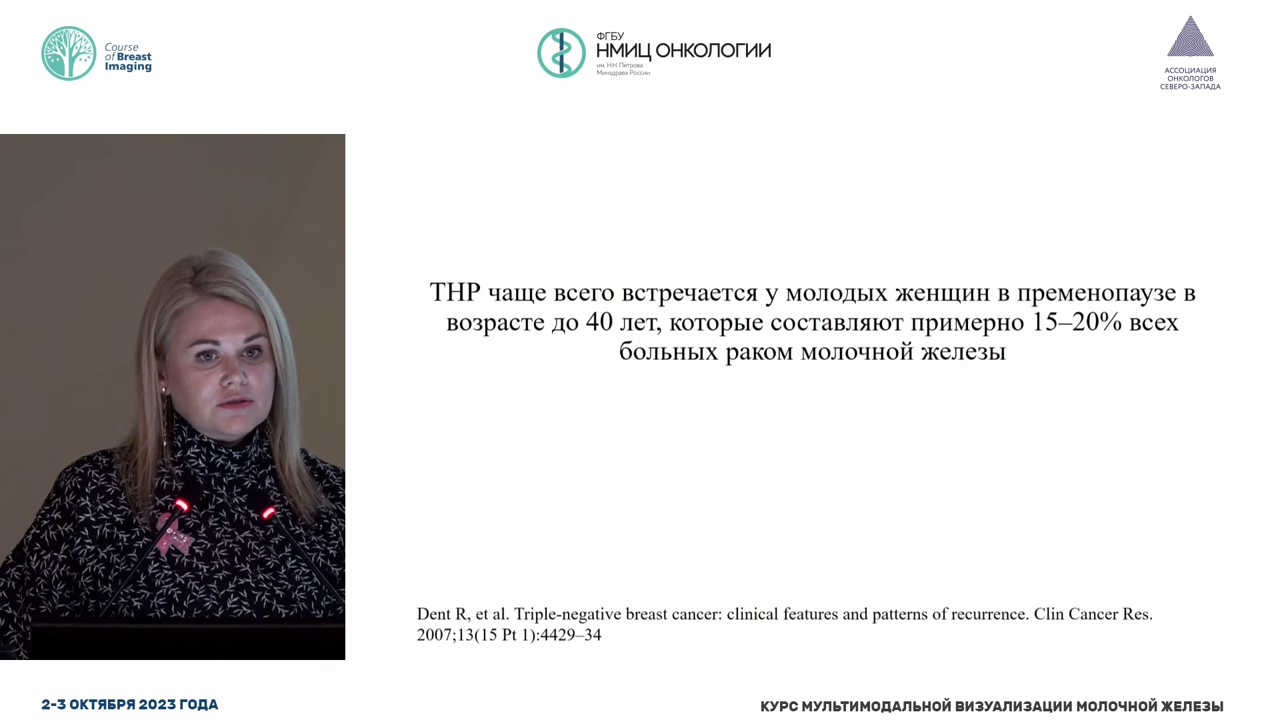 Course
of Breast
Imaging
ФГБУ
НМИЦ ОНКОЛОГИИ
им. Н.Н. Петрова
Минздрава России
АССОЦИАЦИЯ
ОНКОЛОГОВ
СЕВЕРО-ЗАПАДА
ТНР чаще всего встречается у молодых женщин в пременопаузе в
возрасте до 40 лет, которые составляют примерно 15–20% всех
больных раком молочной железы
Dent R, et al. Triple-negative breast cancer: clinical features and patterns of recurrence. Clin Cancer Res.
2007;13(15 Pt 1):4429–34
2-3 ОКТЯБРЯ 2023 ГОДА
КУРС МУЛЬТИМОДАЛЬНОЙ ВИЗУАЛИЗАЦИИ МОЛОЧНОЙ ЖЕЛЕЗЫ